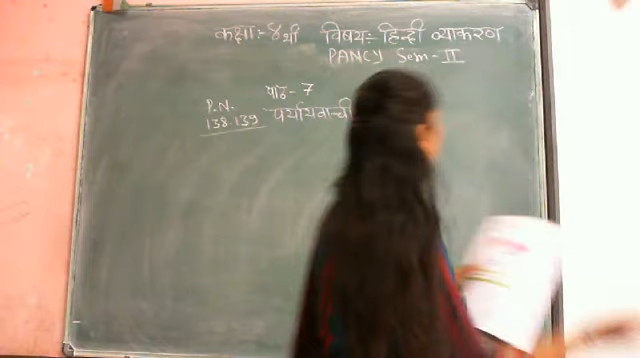 कक्षा:- ४थी विषय:- हिन्दी व्याकरण
PANCY Sem-II
पाठ- 7
P.N.
138-139 पर्यायवाची